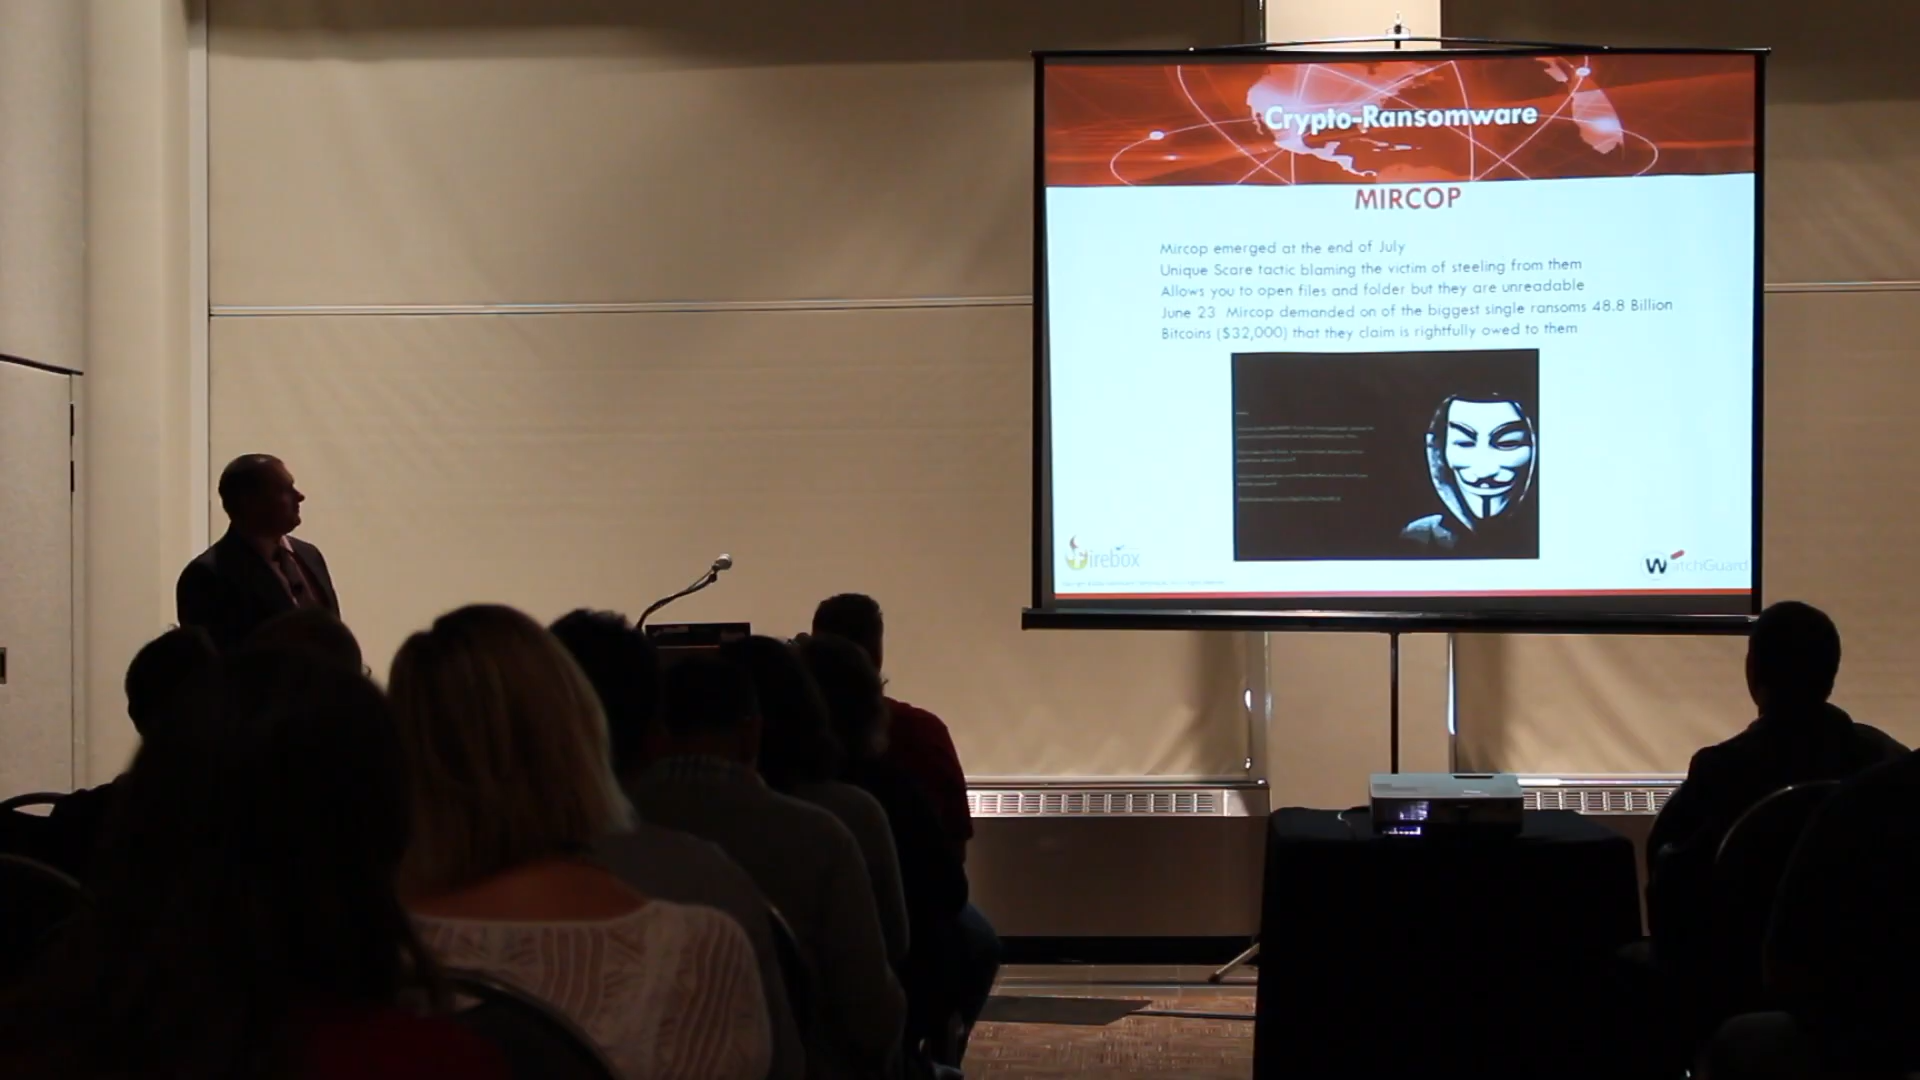 Crypto-Ransomware
MIRCOP
Mircop emerged at the end of July
Unique Scare tactic blaming the victim of steeling from them
Allows you to open files and folder but they are unreadable
June 23 Mircop demanded on of the biggest single ransoms 48.8 Billion
Bitcoins ($32,000) that they claim is rightfully owed to them
Firebox
WatchGuard